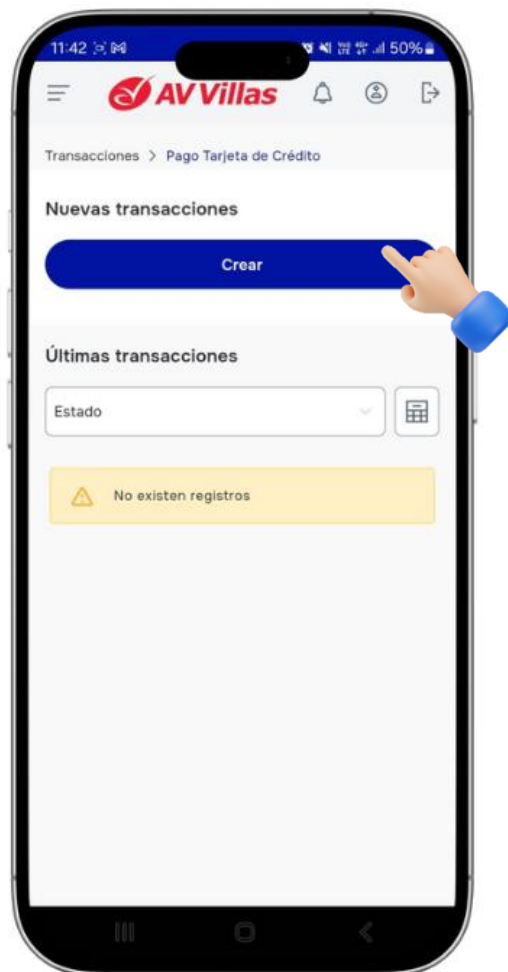 11:42
50%
AV Villas
Transacciones > Pago Tarjeta de Crédito
Nuevas transacciones
Crear
Últimas transacciones
Estado
No existen registros